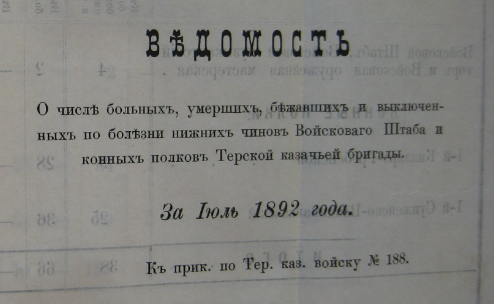 ВѢДОМОСТЬ
О числѣ больныхъ, умершихъ, бѣжавшихъ и выключен-
ныхъ по болѣзни нижнихъ чиновъ Войсковаго Штаба и
конныхъ полковъ Терской казачьей бригады.
За Іюль 1892 года.
Къ прик. по Тер. каз. войску № 188.